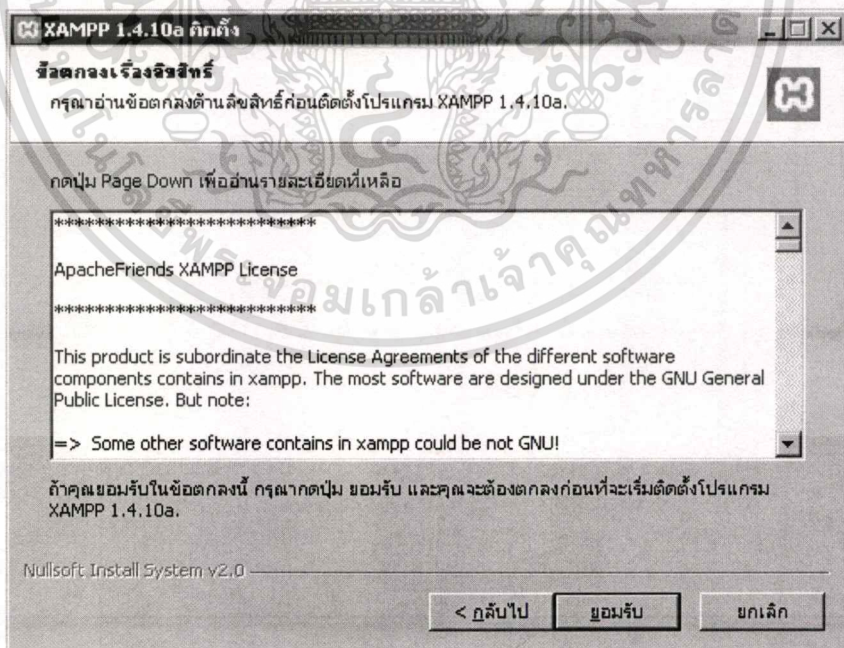 XAMPP 1.4.10a ติดตั้ง
ข้อตกลงเรื่องลิขสิทธิ์
กรุณาอ่านข้อตกลงด้านลิขสิทธิ์ก่อนติดตั้งโปรแกรม XAMPP 1.4.10a.
กดปุ่ม Page Down เพื่ออ่านรายละเอียดที่เหลือ
**************************
ApacheFriends XAMPP License
**************************
This product is subordinate the License Agreements of the different software
components contains in xampp. The most software are designed under the GNU General
Public License. But note:
=> Some other software contains in xampp could be not GNU!
ถ้าคุณยอมรับในข้อตกลงนี้ กรุณากดปุ่ม ยอมรับ และคุณจะต้องตกลงก่อนที่จะเริ่มติดตั้งโปรแกรม
XAMPP 1.4.10a.
Nullsoft Install System v2.0
< กลับไป
ยอมรับ
ยกเลิก